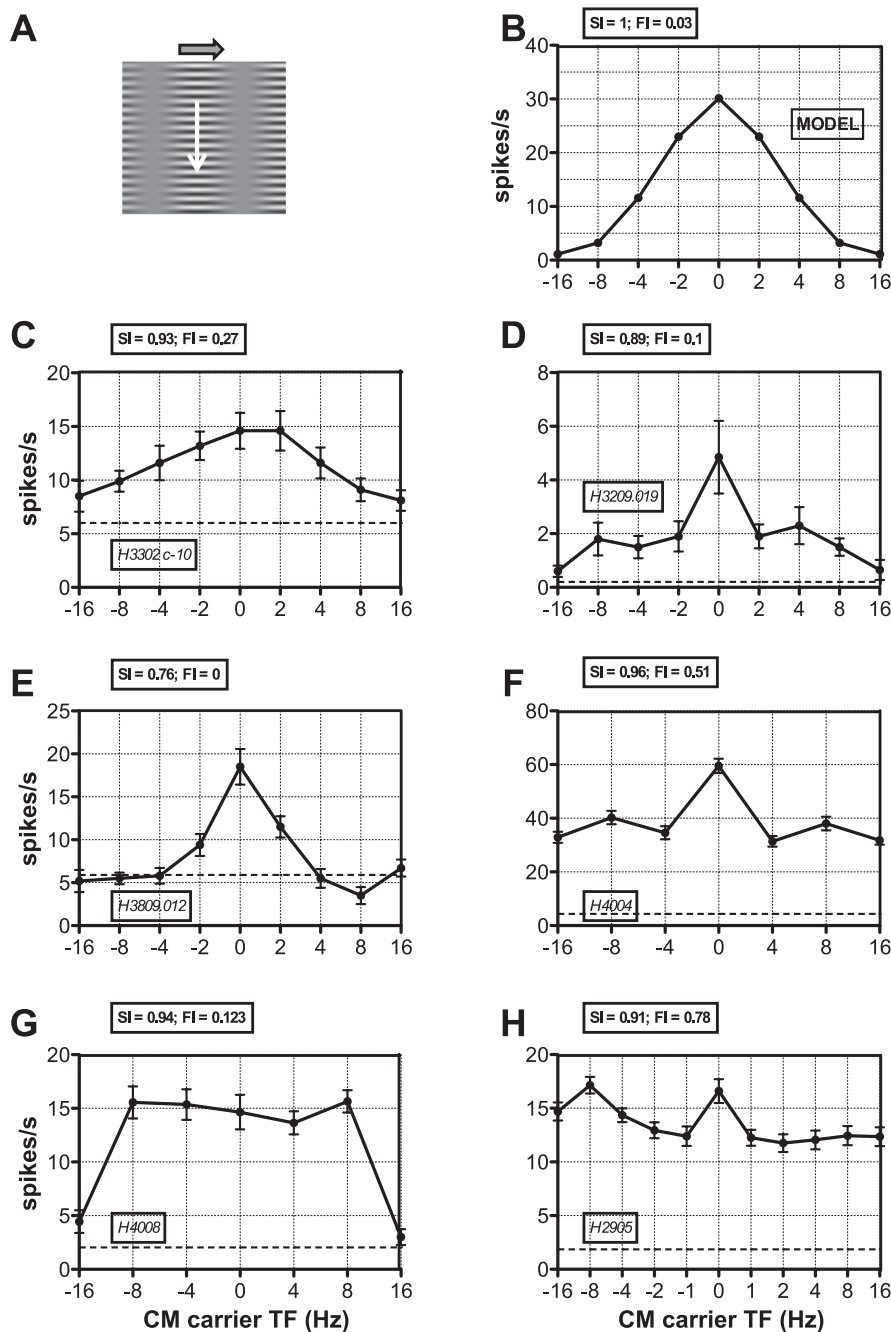 A
B
SI = 1; FI = 0.03
spikes/s
40
30
20
10
0
MODEL
-16 -8 -4 -2 0 2 4 8 16
C
SI = 0.93; FI = 0.27
spikes/s
20
15
10
5
0
H3302.c-10
-16 -8 -4 -2 0 2 4 8 16
D
SI = 0.89; FI = 0.1
8
6
4
2
0
H3209.019
-16 -8 -4 -2 0 2 4 8 16
E
SI = 0.76; FI = 0
spikes/s
25
20
15
10
5
0
H3809.012
-16 -8 -4 -2 0 2 4 8 16
F
SI = 0.96; FI = 0.51
80
60
40
20
0
H4004
-16 -8 -4 0 4 8 16
G
SI = 0.94; FI = 0.123
spikes/s
20
15
10
5
0
H4008
-16 -8 -4 0 4 8 16
CM carrier TF (Hz)
H
SI = 0.91; FI = 0.78
20
15
10
5
0
H2905
-16 -8 -4 -2 -1 0 1 2 4 8 16
CM carrier TF (Hz)